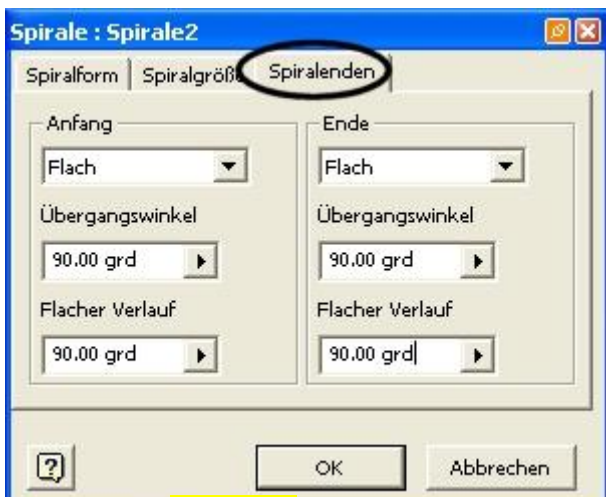 Spirale : Spirale2
Spiralform Spiralgröß Spiralenden
Anfang
Flach
Übergangswinkel
90.00 grd
Flacher Verlauf
90.00 grd
Ende
Flach
Übergangswinkel
90.00 grd
Flacher Verlauf
90.00 grd
?
OK Abbrechen